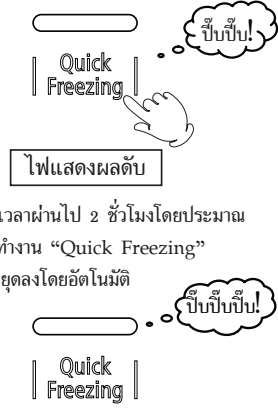 ปี๊บปี๊บ!
Quick
Freezing
ไฟแสดงผลดับ
เวลาผ่านไป 2 ชั่วโมงโดยประมาณ
ทำงาน “Quick Freezing”
ยุดลงโดยอัตโนมัติ
ปี๊บปี๊บปี๊บ!
Quick
Freezing